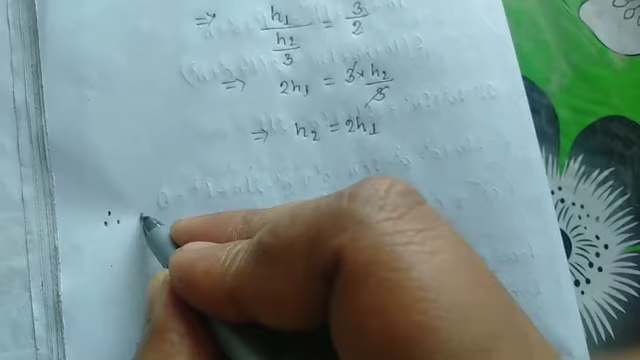 ⇒ h₁ / (h₂ / 3) = 3 / 2
⇒ 2h₁ = 3 × h₂ / 3
⇒ h₂ = 2h₁
∴